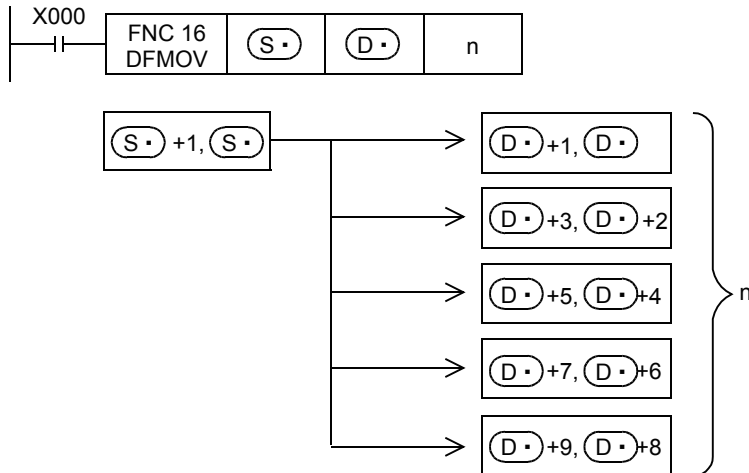 X000
FNC 16
DFMOV
S・
D・
n
S・ +1, S・
D・ +1, D・
D・ +3, D・ +2
D・ +5, D・ +4
n
D・ +7, D・ +6
D・ +9, D・ +8